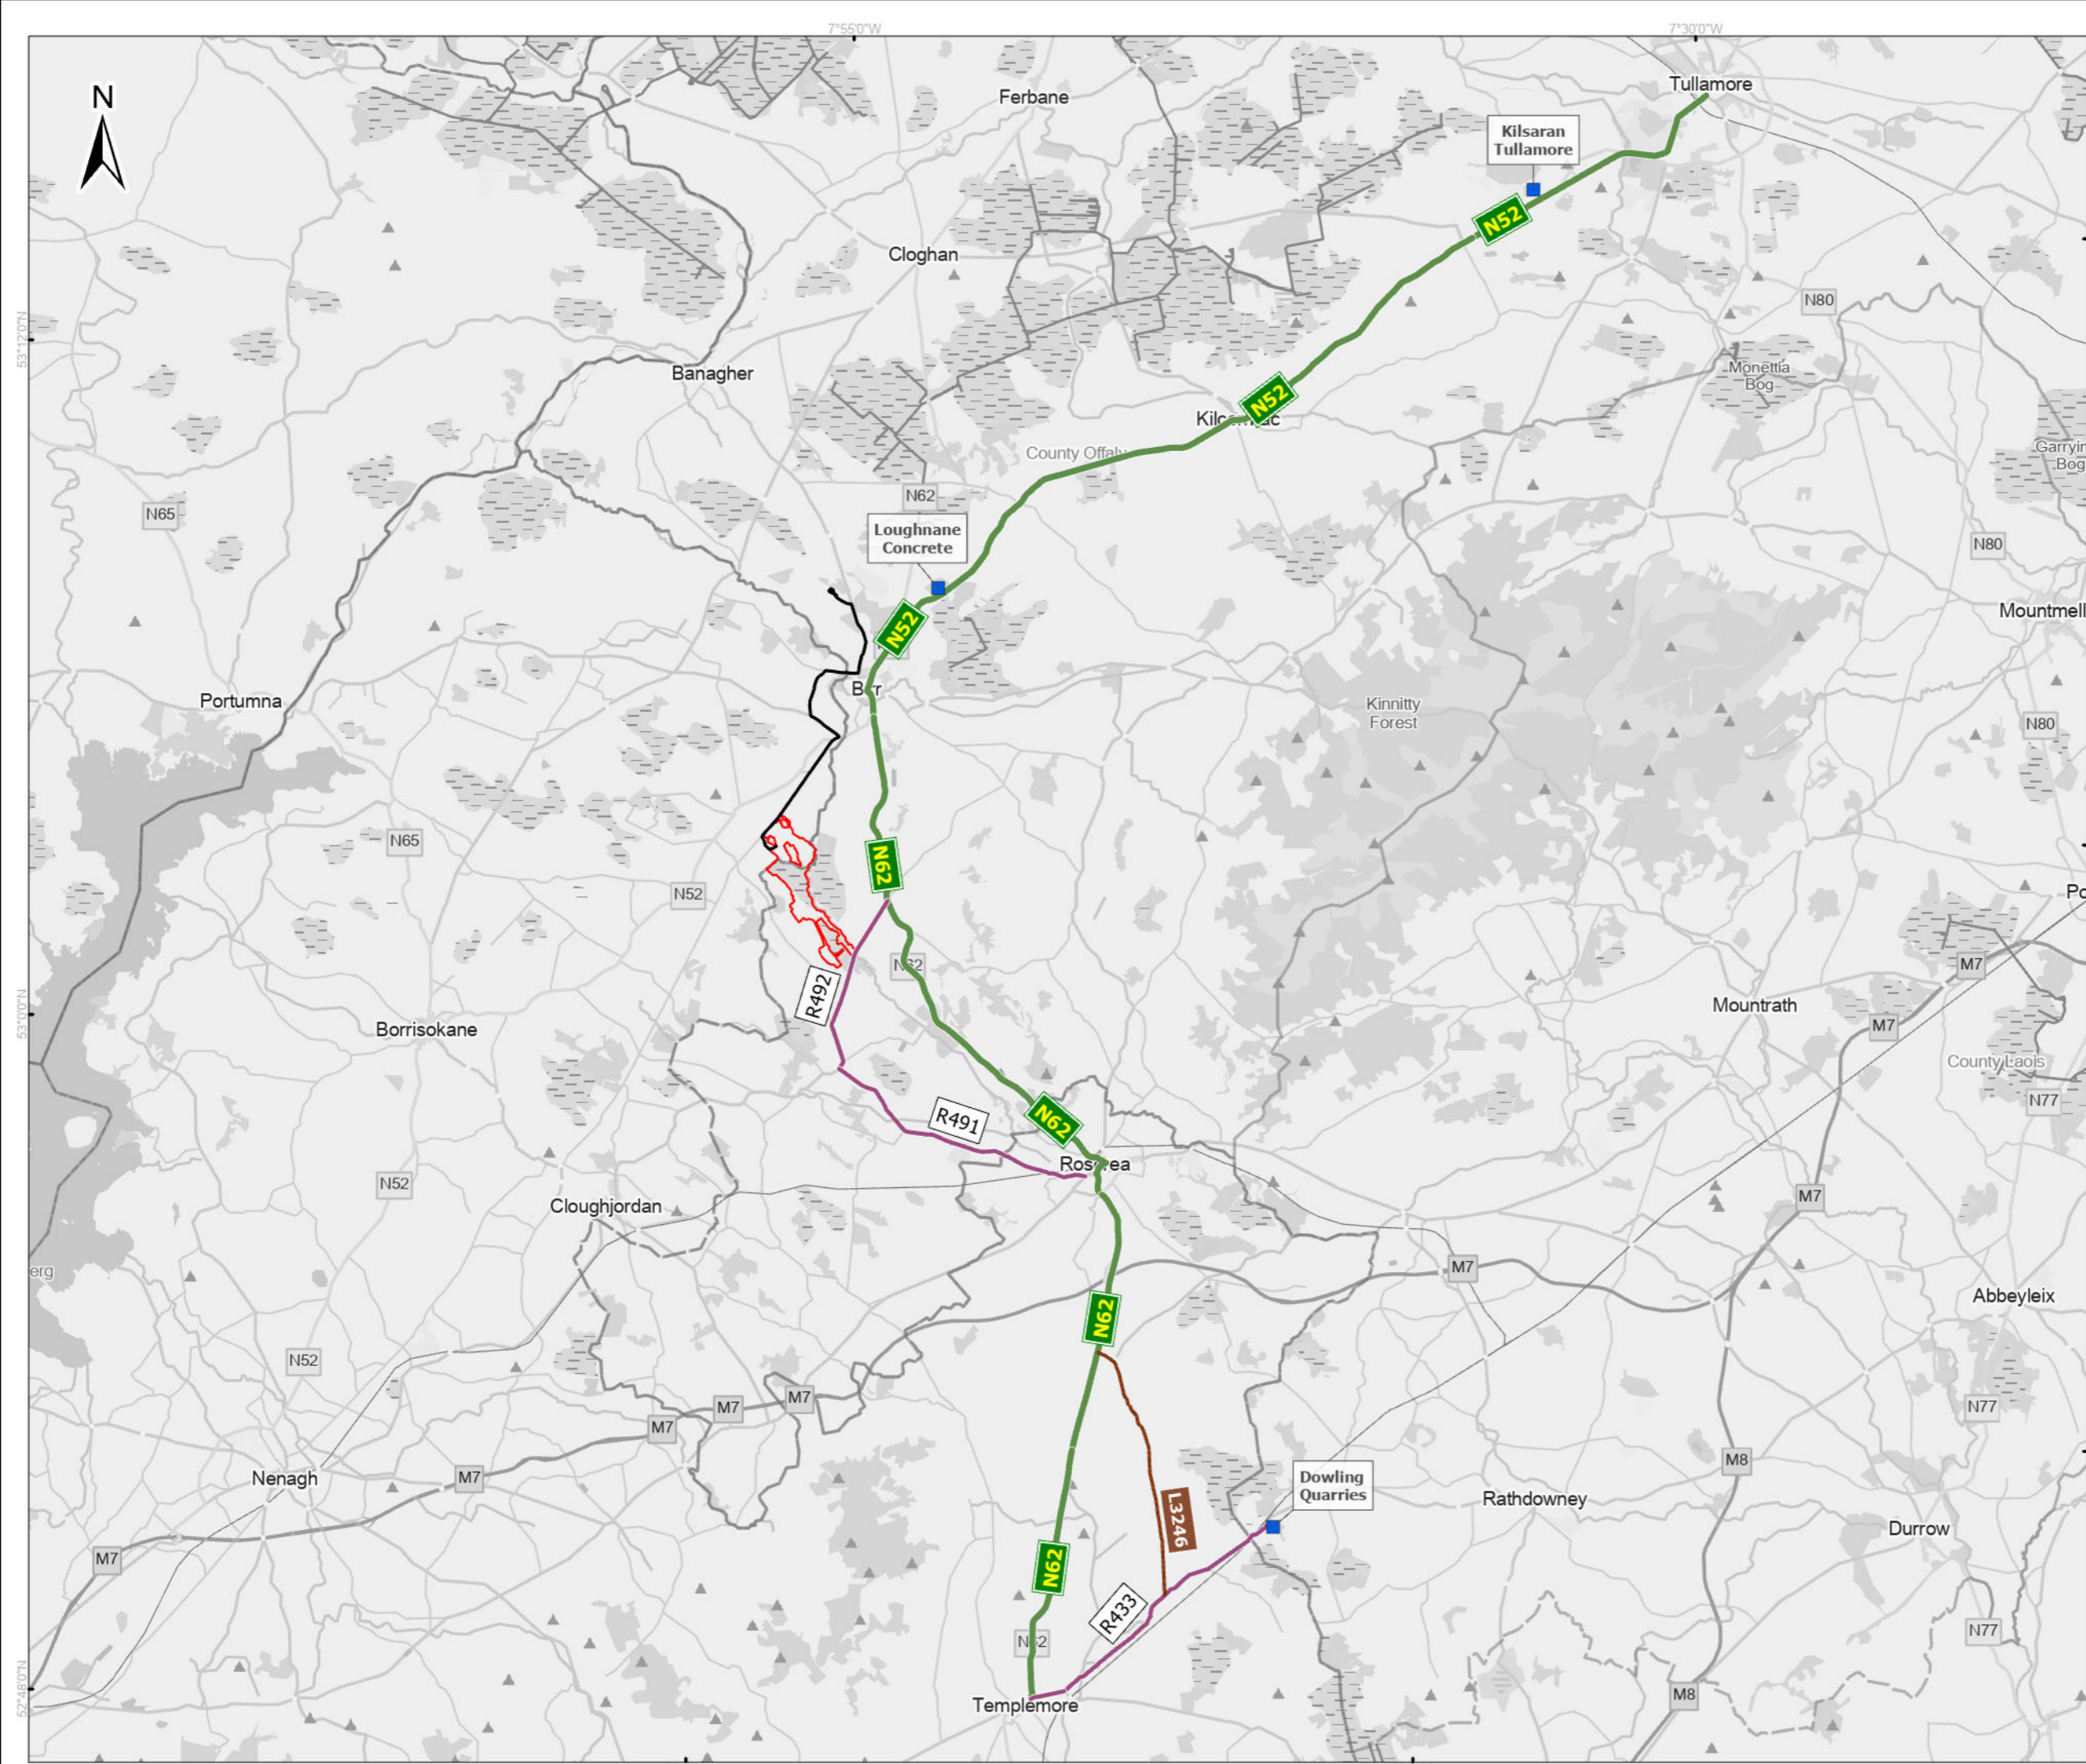 7°55'0"W
7°30'0"W
N
Tullamore
Ferbane
Kilsaran
Tullamore
N52
Cloghan
N80
53°12'0"N
Banagher
Monettia
Bog
N52
County Offaly
Bog
N62
N65
Loughnane
Concrete
N80
Mountmell
N52
Birr
Portumna
Kinnitty
Forest
N80
N65
N62
N52
N62
M7
R492
Mountrath
53°0'0"N
Borrisokane
M7
County Laois
N77
R491
N62
Roscrea
N52
M7
Cloughjordan
erg
M7
Abbeyleix
N62
N52
M7
M7
M7
N77
M8
Nenagh
M7
Dowling
Quarries
Rathdowney
L3246
Durrow
M7
N62
R433
N77
N62
52°48'0"N
M8
Templemore